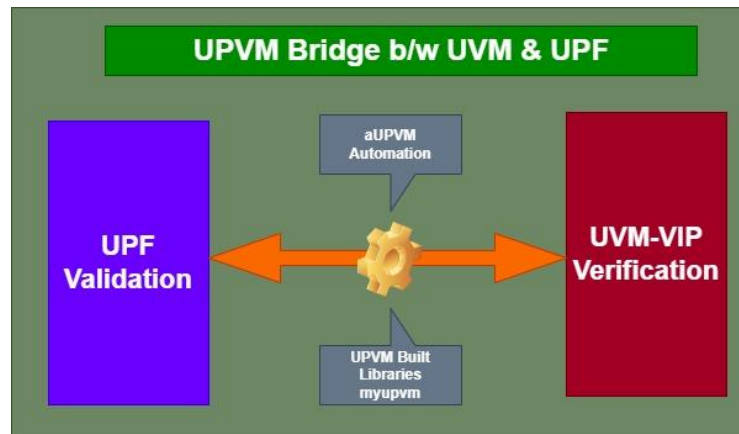 UPVM Bridge b/w UVM & UPF
aUPVM
Automation
UPF
Validation
UVM-VIP
Verification
UPVM Built
Libraries
myupvm